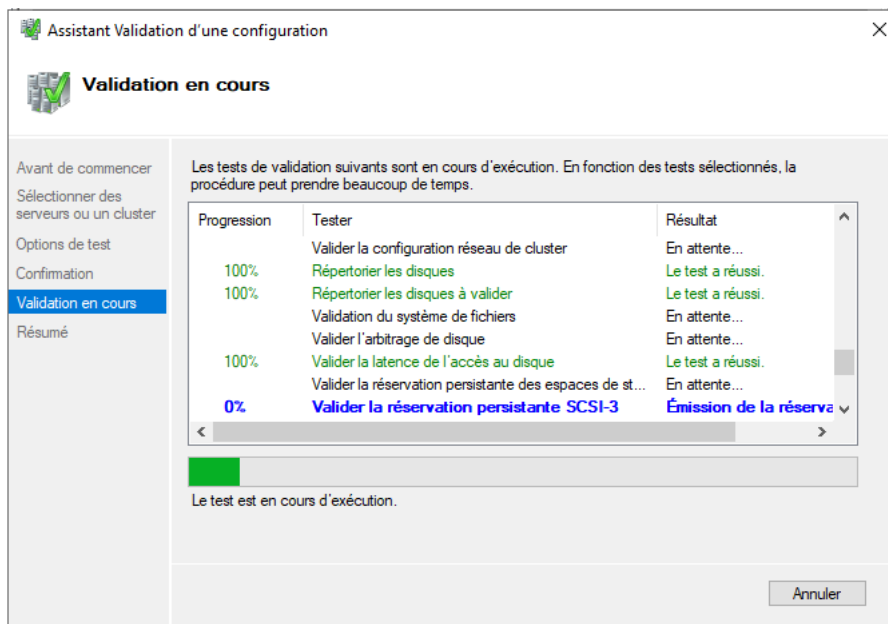 Assistant Validation d'une configuration
Validation en cours
Avant de commencer
Sélectionner des
serveurs ou un cluster
Options de test
Confirmation
Validation en cours
Résumé
Les tests de validation suivants sont en cours d'exécution. En fonction des tests sélectionnés, la
procédure peut prendre beaucoup de temps.
Progression Tester Résultat
Valider la configuration réseau de cluster En attente...
100% Répertorier les disques Le test a réussi.
100% Répertorier les disques à valider Le test a réussi.
Validation du système de fichiers En attente...
Valider l'arbitrage de disque En attente...
100% Valider la latence de l'accès au disque Le test a réussi.
Valider la réservation persistante des espaces de st... En attente...
0% Valider la réservation persistante SCSI-3 Émission de la réserva
Le test est en cours d'exécution.
Annuler